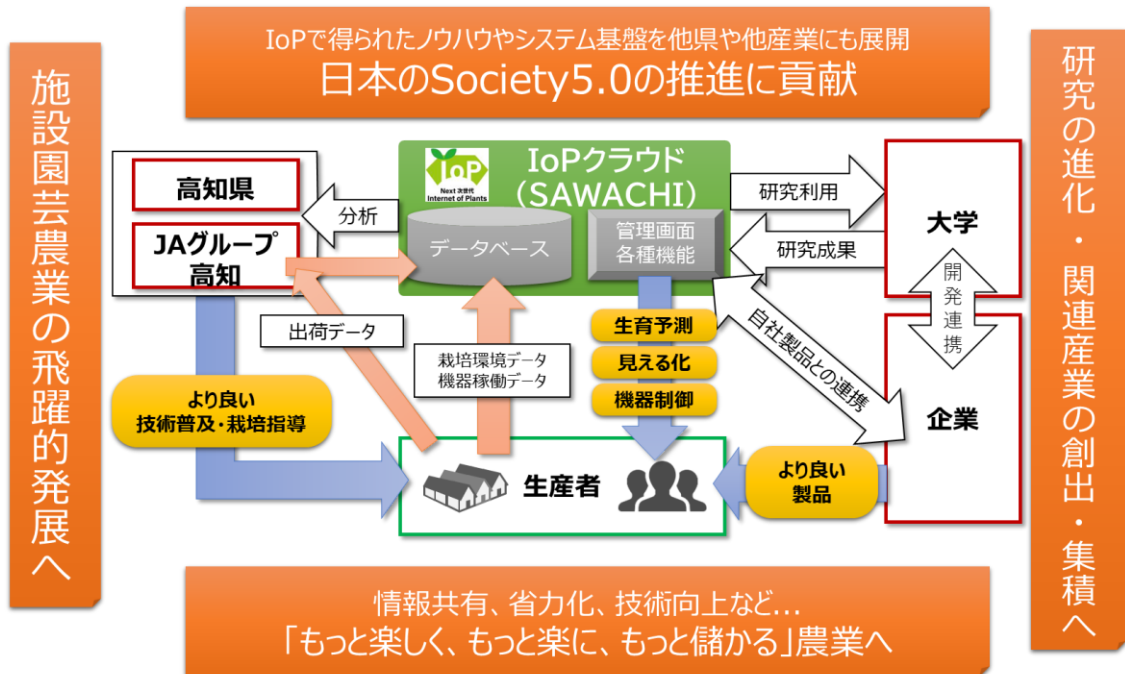 IoPで得られたノウハウやシステム基盤を他県や他産業にも展開
日本のSociety5.0の推進に貢献
施設園芸農業の飛躍的発展へ
研究の進化・関連産業の創出・集積へ
高知県
JAグループ
高知
分析
IoP
Next 次世代
Internet of Plants
IoPクラウド
(SAWACHI)
データベース
管理画面
各種機能
研究利用
研究成果
大学
開発連携
企業
自社製品との連携
出荷データ
栽培環境データ
機器稼働データ
生育予測
見える化
機器制御
より良い
技術普及・栽培指導
生産者
より良い
製品
情報共有、省力化、技術向上など…
「もっと楽しく、もっと楽に、もっと儲かる」農業へ